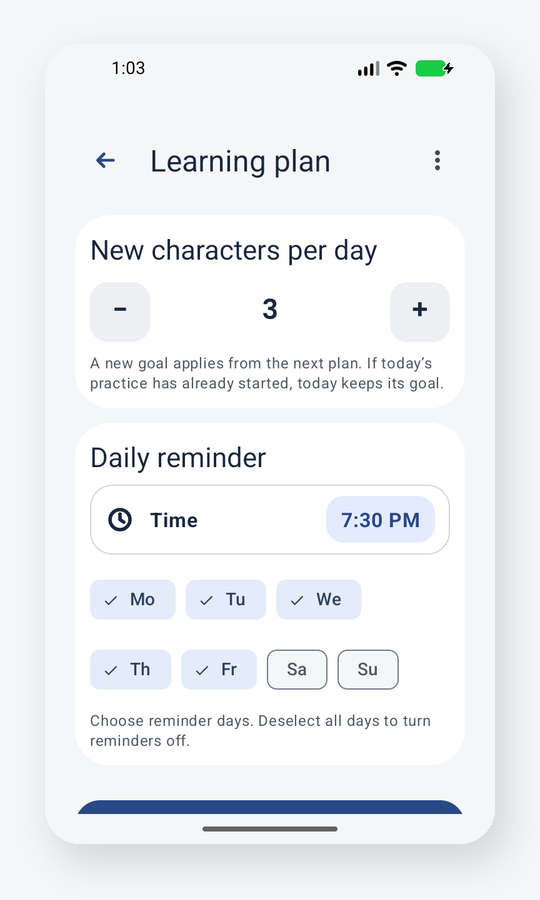 1:03
Learning plan
New characters per day
− 3 +
A new goal applies from the next plan. If today’s
practice has already started, today keeps its goal.
Daily reminder
Time 7:30 PM
Mo Tu We
Th Fr Sa Su
Choose reminder days. Deselect all days to turn
reminders off.